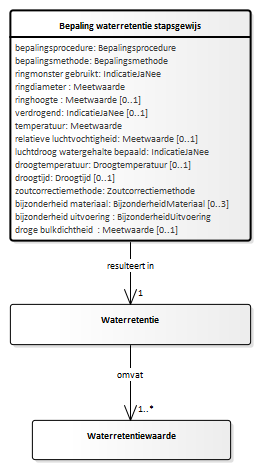 Bepaling waterretentie stapsgewijs
bepalingsprocedure: Bepalingsprocedure
bepalingsmethode: Bepalingsmethode
ringmonster gebruikt: IndicatieJaNee
ringdiameter : Meetwaarde
ringhoogte : Meetwaarde [0..1]
verdrogend: IndicatieJaNee [0..1]
temperatuur: Meetwaarde
relatieve luchtvochtigheid: Meetwaarde [0..1]
luchtdroog watergehalte bepaald: IndicatieJaNee
droogtemperatuur: Droogtemperatuur [0..1]
droogtijd: Droogtijd [0..1]
zoutcorrectiemethode: Zoutcorrectiemethode
bijzonderheid materiaal: BijzonderheidMateriaal [0..3]
bijzonderheid uitvoering : BijzonderheidUitvoering
droge bulkdichtheid : Meetwaarde [0..1]
resulteert in
1
Waterretentie
omvat
1..*
Waterretentiewaarde